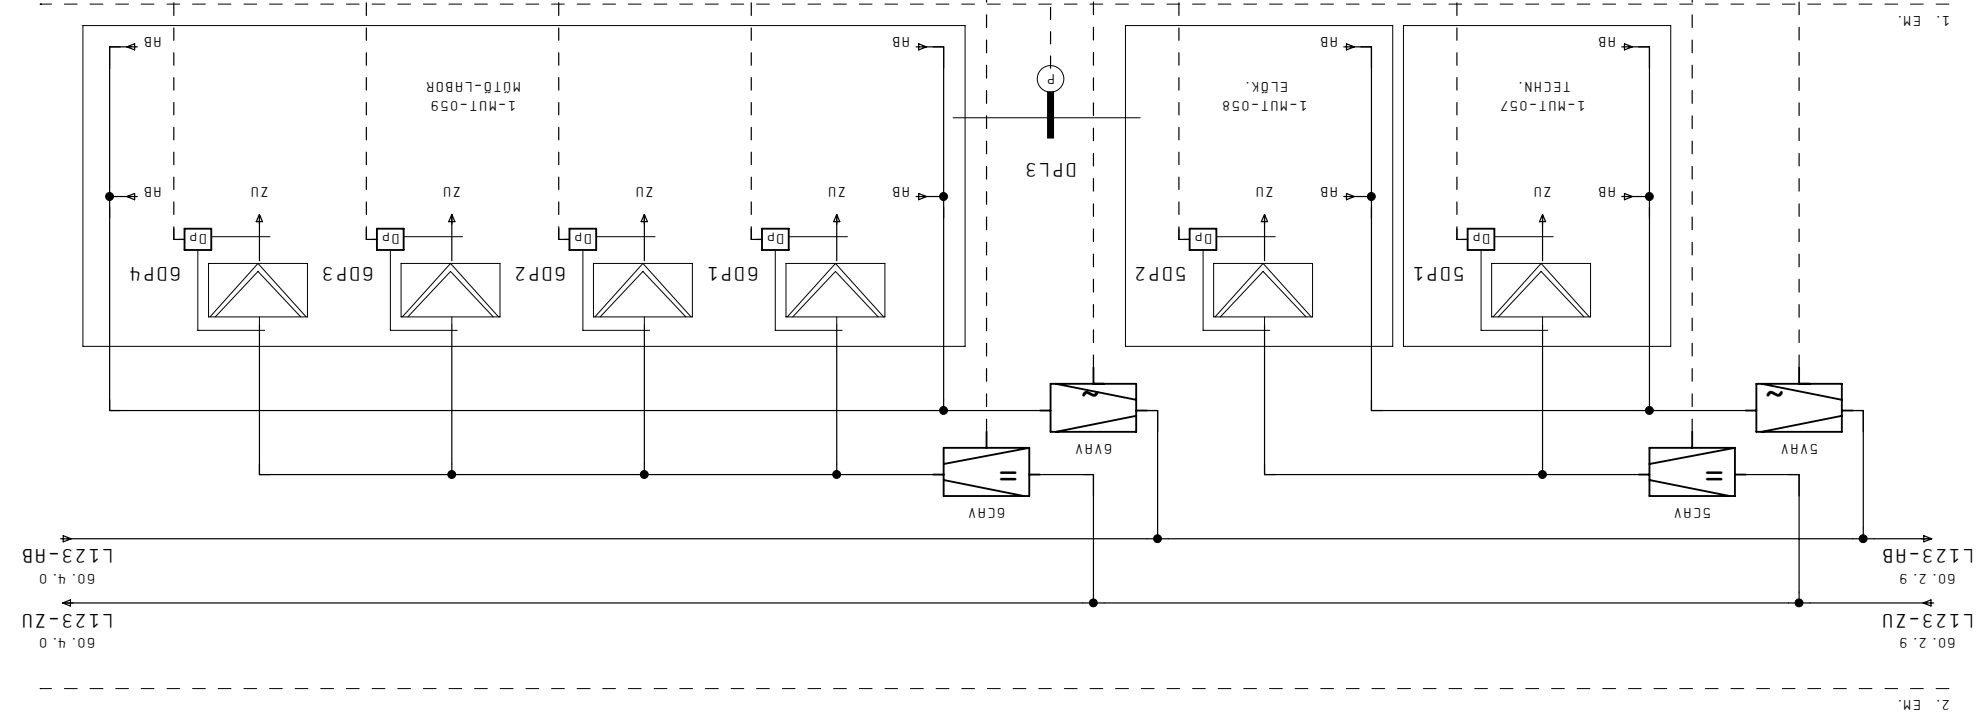 2. EM.
60.2.9
L123-ZU
60.4.0
L123-ZU
60.2.9
L123-AB
60.4.0
L123-AB
5CAV
6CAV
5VAV
6VAV
5DP1
5DP2
6DP1
6DP2
6DP3
6DP4
Dp
Dp
Dp
Dp
Dp
Dp
AB
ZU
AB
ZU
AB
ZU
ZU
ZU
ZU
AB
DPL3
1-MUT-057
TECHN.
1-MUT-058
ELŐK.
1-MUT-059
MŰTŐ-LABOR
P
AB
AB
AB
AB
1. EM.